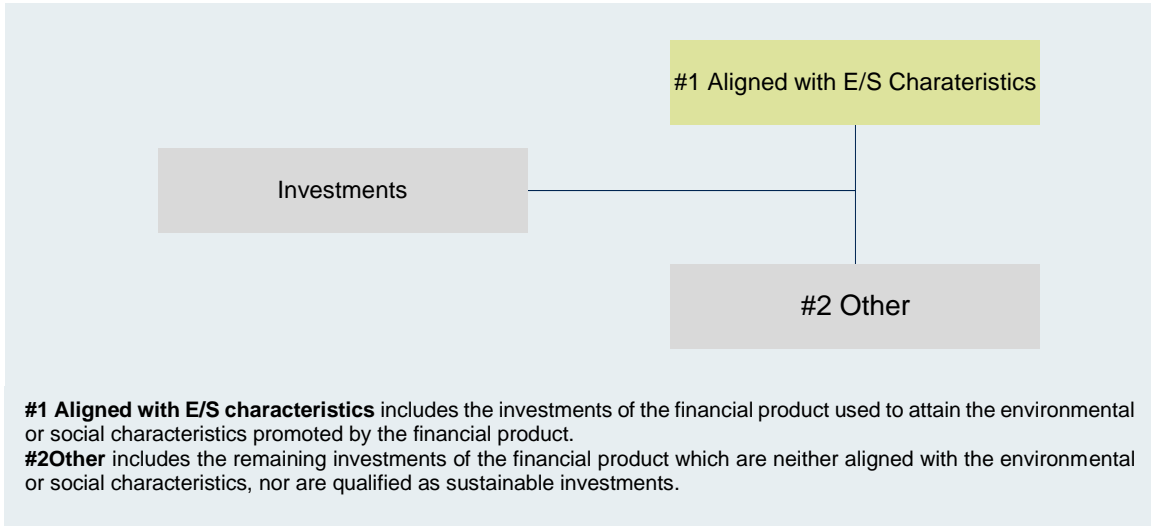 #1 Aligned with E/S Charateristics
Investments
#2 Other
#1 Aligned with E/S characteristics includes the investments of the financial product used to attain the environmental
or social characteristics promoted by the financial product.
#2Other includes the remaining investments of the financial product which are neither aligned with the environmental
or social characteristics, nor are qualified as sustainable investments.